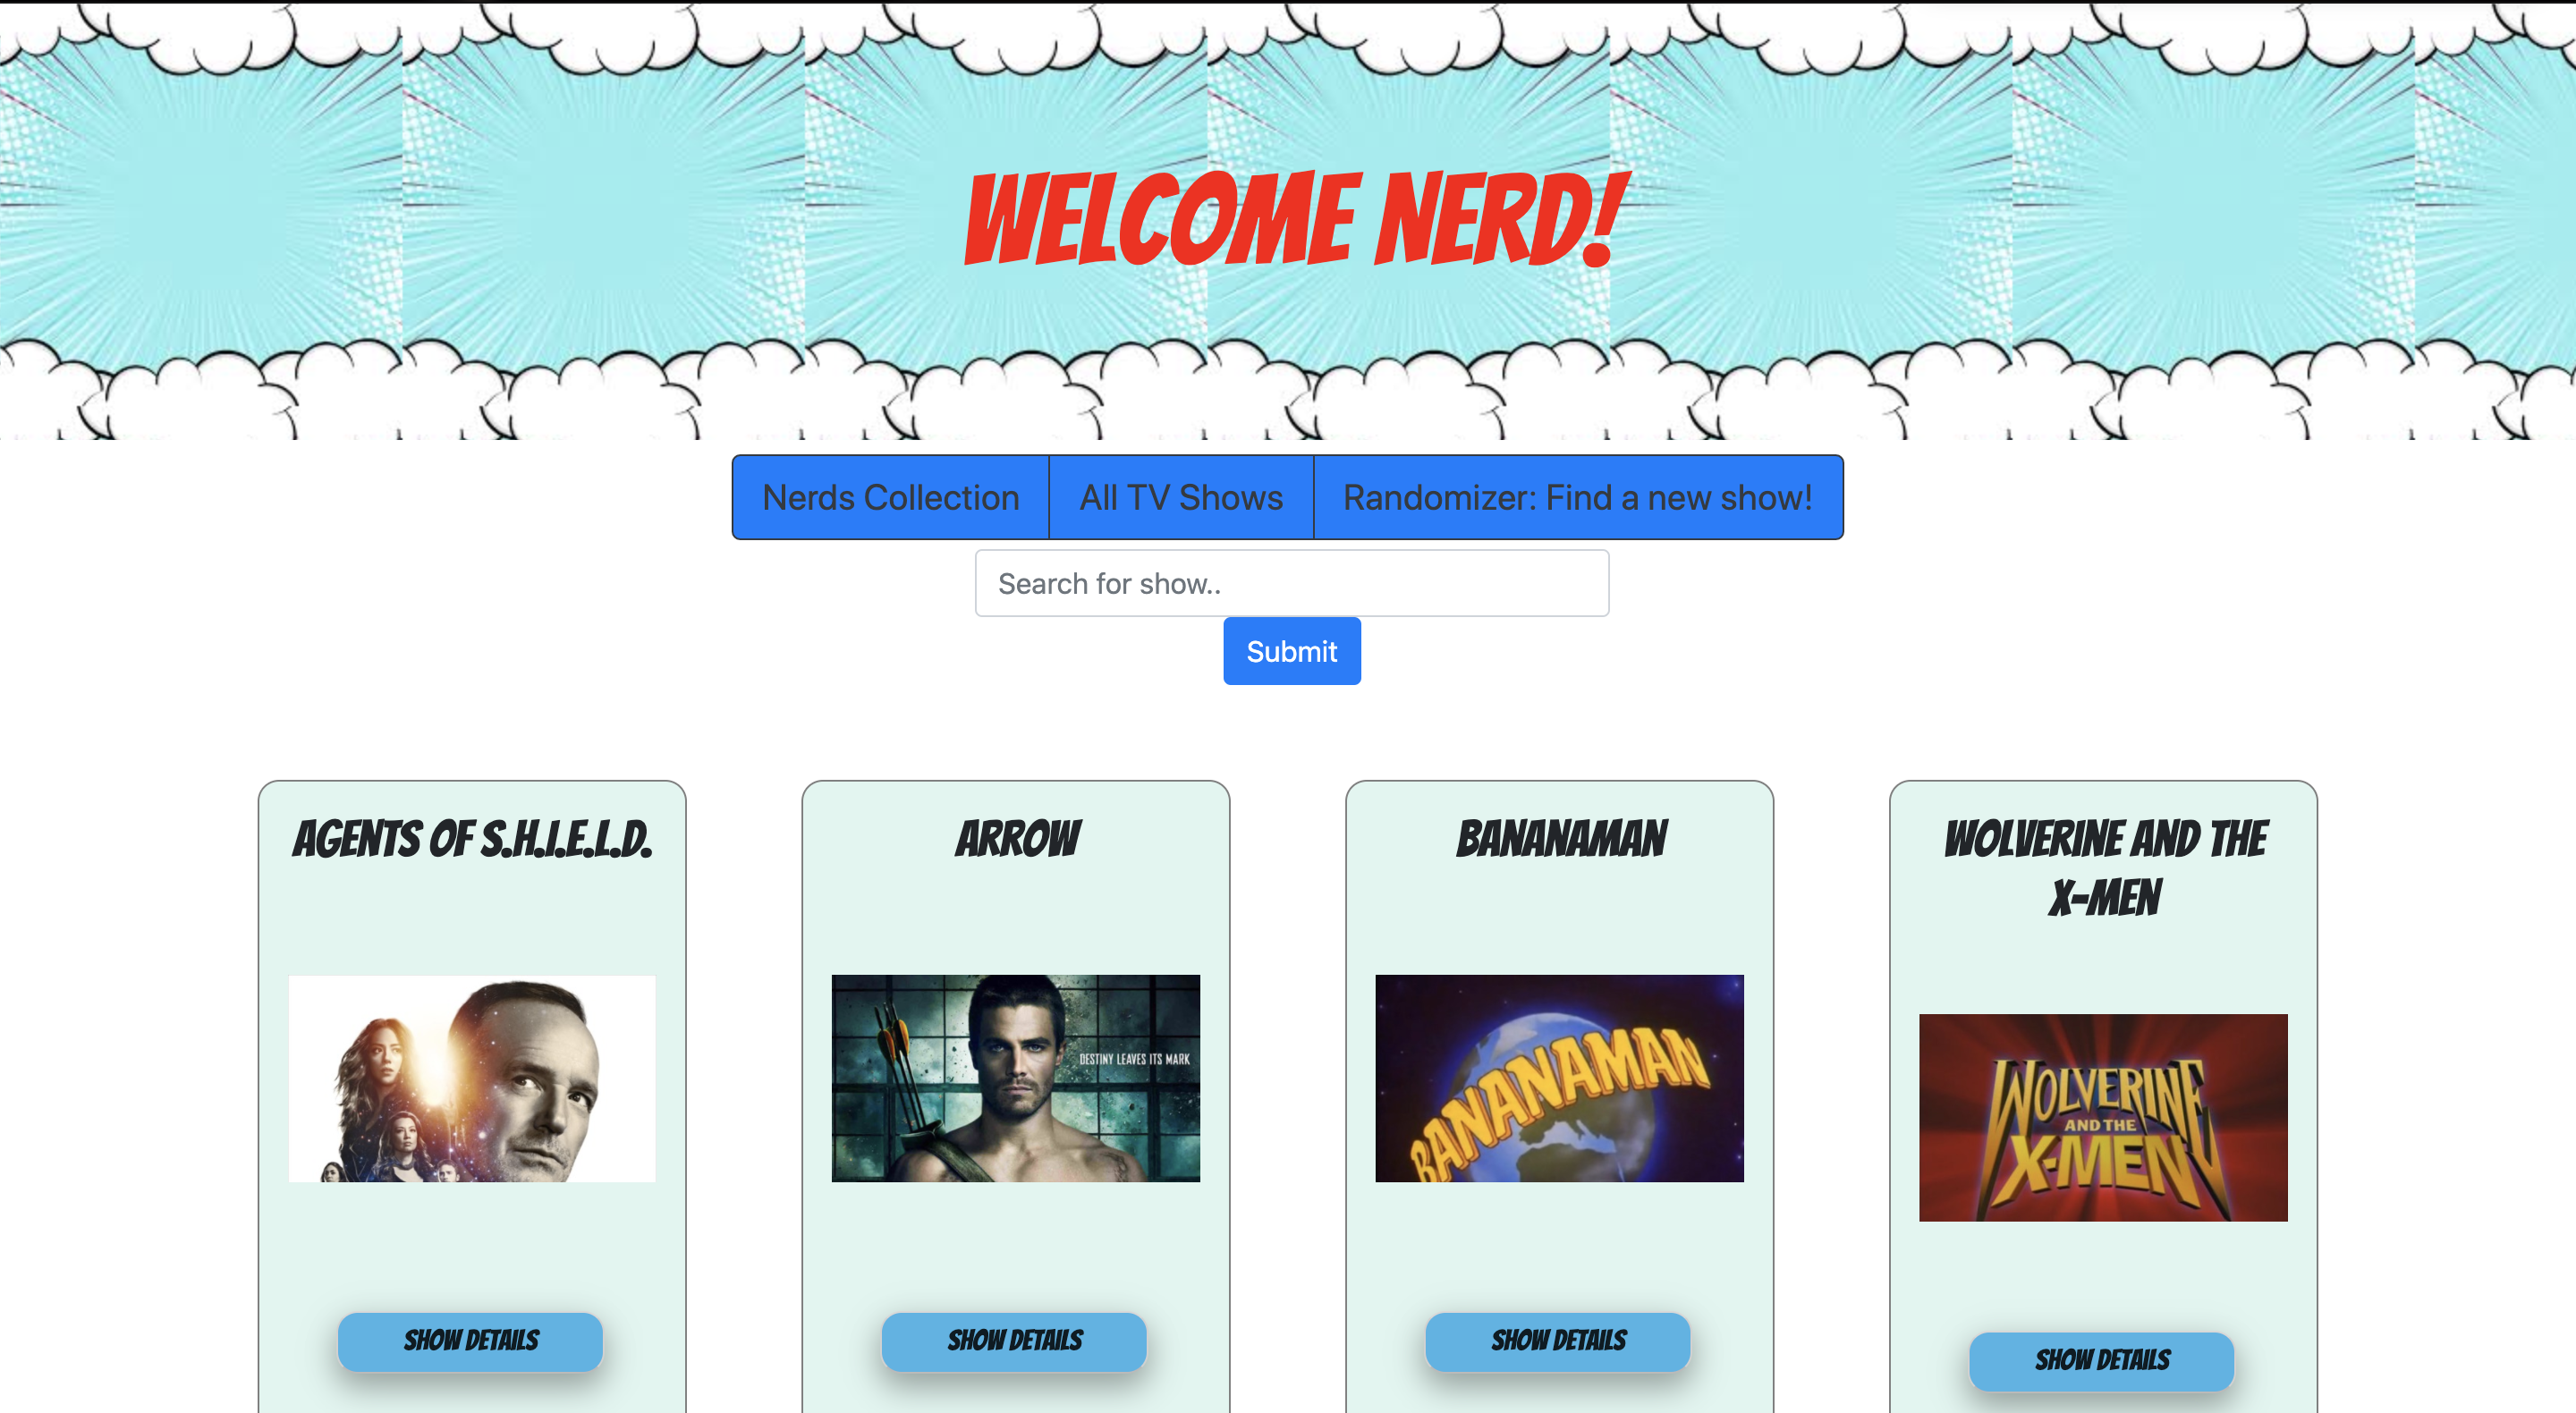 WELCOME NERD!
Nerds Collection
All TV Shows
Randomizer: Find a new show!
Search for show..
Submit
AGENTS OF S.H.I.E.L.D.
ARROW
BANANAMAN
WOLVERINE AND THE
X-MEN
DESTINY LEAVES ITS MARK
BANANAMAN
WOLVERINE
AND THE
X-MEN
SHOW DETAILS
SHOW DETAILS
SHOW DETAILS
SHOW DETAILS